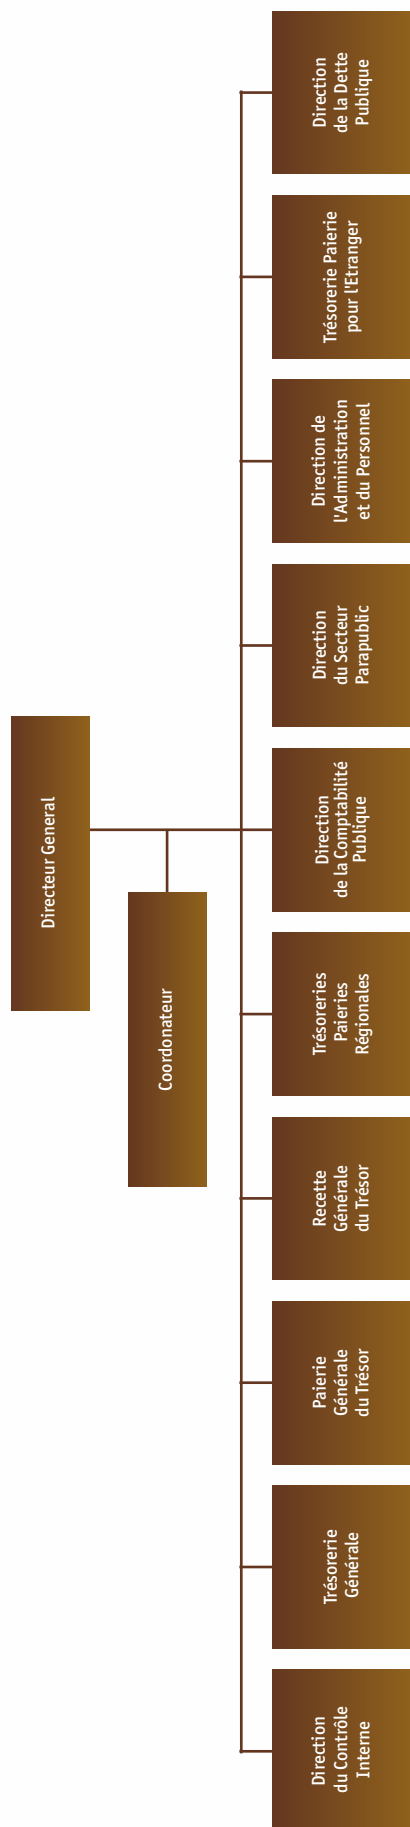 Directeur General
Coordonateur
Direction
du Contrôle
Interne
Trésorerie
Générale
Paierie
Générale
du Trésor
Recette
Générale
du Trésor
Trésoreries
Paieries
Régionales
Direction
de la Comptabilité
Publique
Direction
du Secteur
Parapublic
Direction de
l'Administration
et du Personnel
Trésorerie Paierie
pour l'Etranger
Direction
de la Dette
Publique